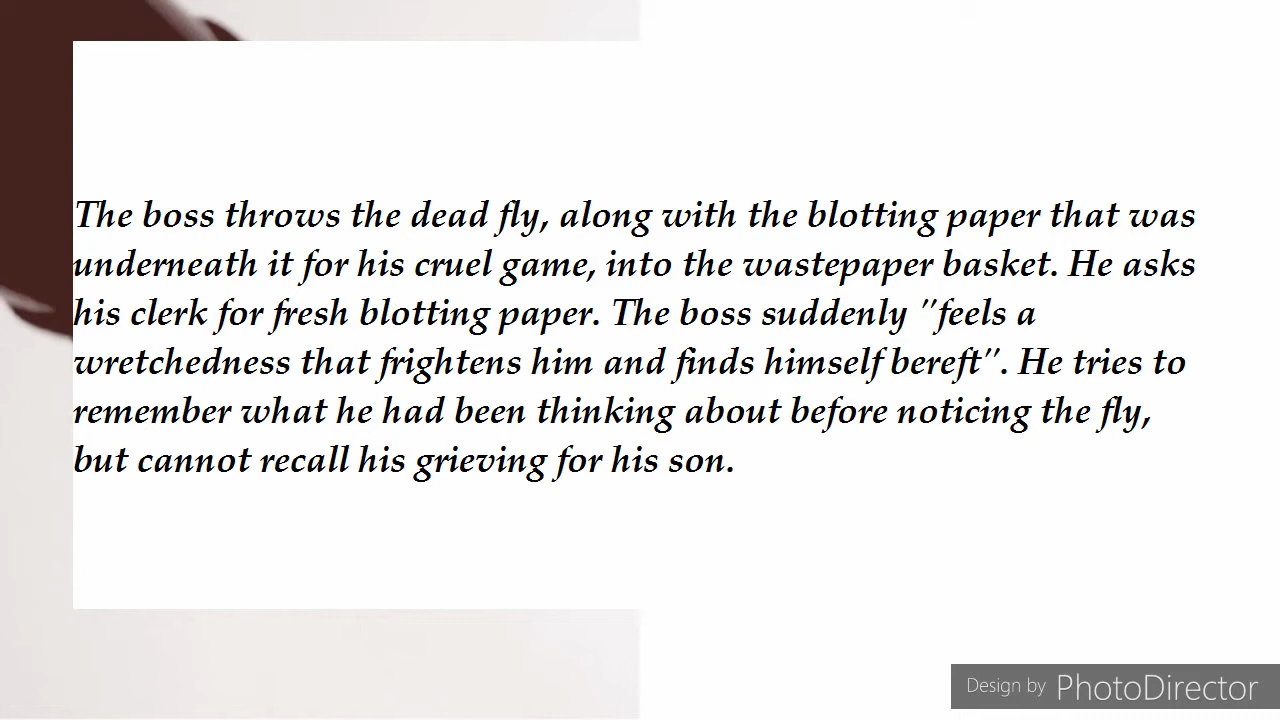 The boss throws the dead fly, along with the blotting paper that was
underneath it for his cruel game, into the wastepaper basket. He asks
his clerk for fresh blotting paper. The boss suddenly "feels a
wretchedness that frightens him and finds himself bereft". He tries to
remember what he had been thinking about before noticing the fly,
but cannot recall his grieving for his son.
Design by PhotoDirector